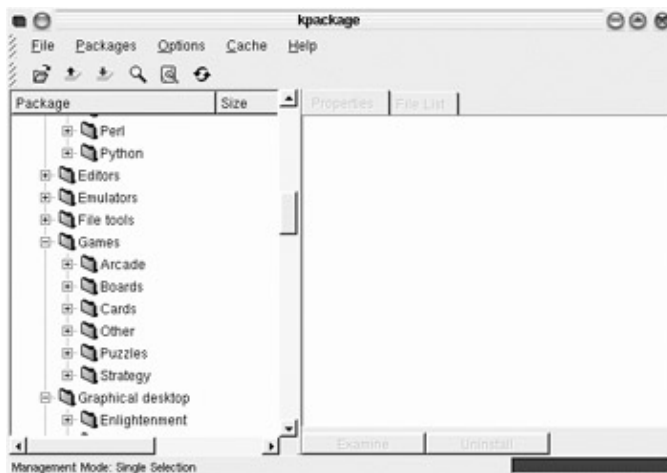 kpackage
File Packages Options Cache Help
Package Size
Properties File List
Perl
Python
Editors
Emulators
File tools
Games
Arcade
Boards
Cards
Other
Puzzles
Strategy
Graphical desktop
Enlightenment
Examine Uninstall
Management Mode: Single Selection